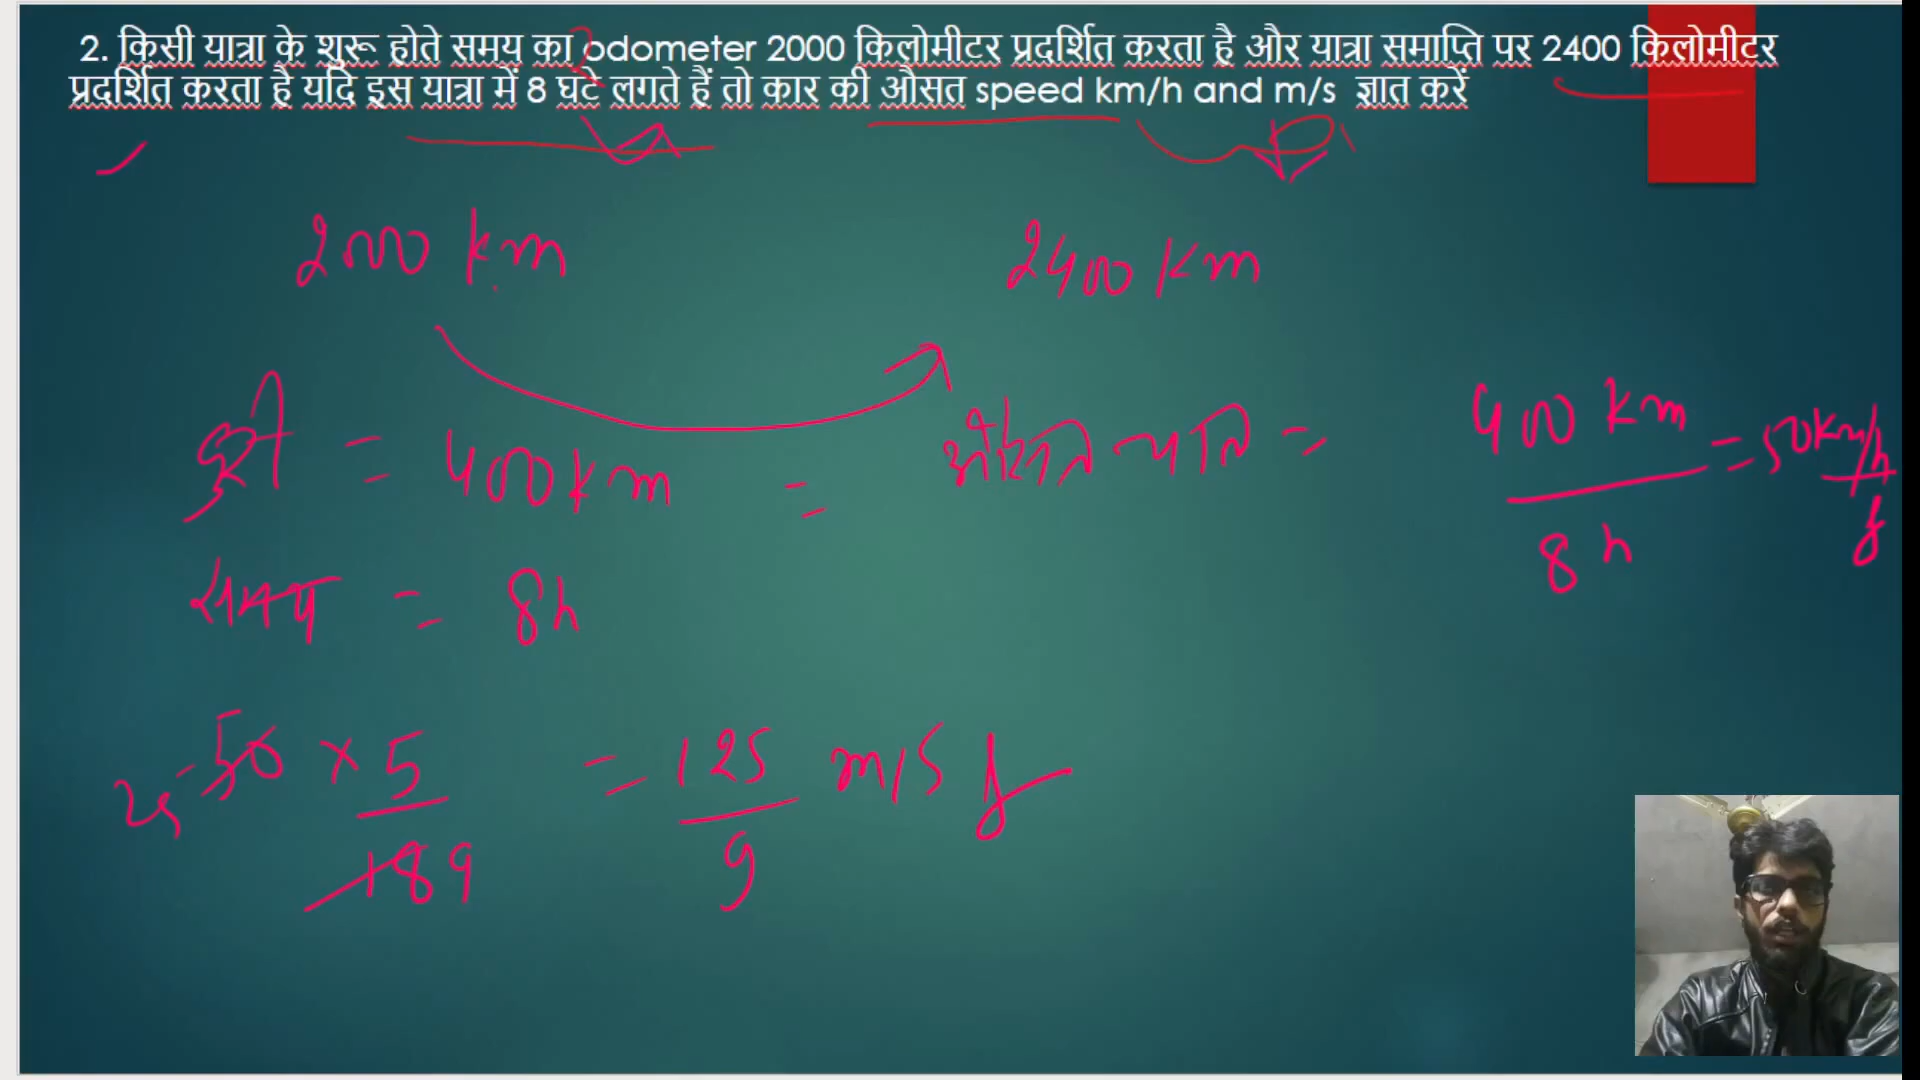 2. किसी यात्रा के शुरू होते समय का odometer 2000 किलोमीटर प्रदर्शित करता है और यात्रा समाप्ति पर 2400 किलोमीटर
प्रदर्शित करता है यदि इस यात्रा में 8 घंटे लगते हैं तो कार की औसत speed km/h and m/s ज्ञात करें
2000 km 2400 km
दूरी = 400 km = औसत चाल = 400 km / 8 h = 50 km/h
समय = 8h
25 50 × 5 / 18 9 = 125 / 9 m/s